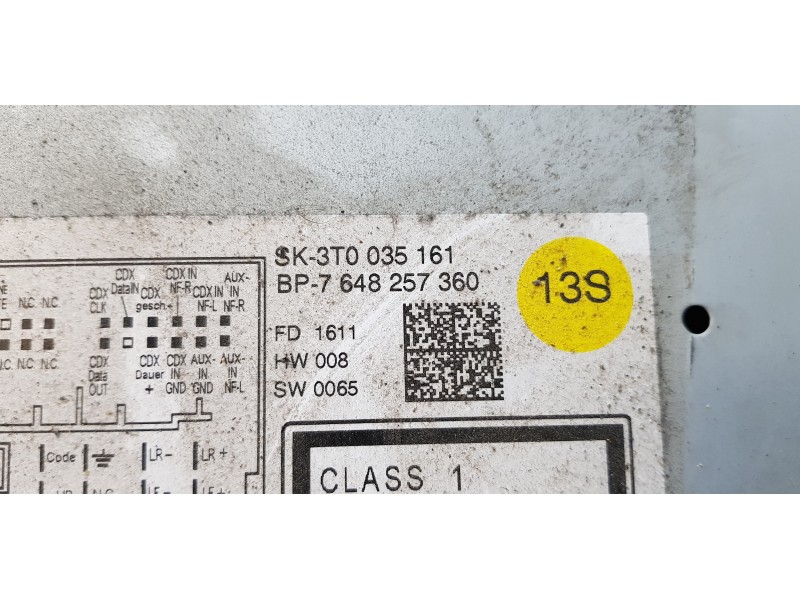 SK-3T0 035 161
BP-7 648 257 360
13S
FD 1611
HW 008
SW 0065
CLASS 1
N.C N.C
CDX CLK
CDX DataIN
CDX gesch.+
CDX IN NF-R
CDX IN NF-L
AUX-IN NF-R
N.C N.C
CDX Data OUT
CDX Dauer +
CDX IN GND
AUX-IN GND
AUX-IN NF-L
Code
LR-
LR+